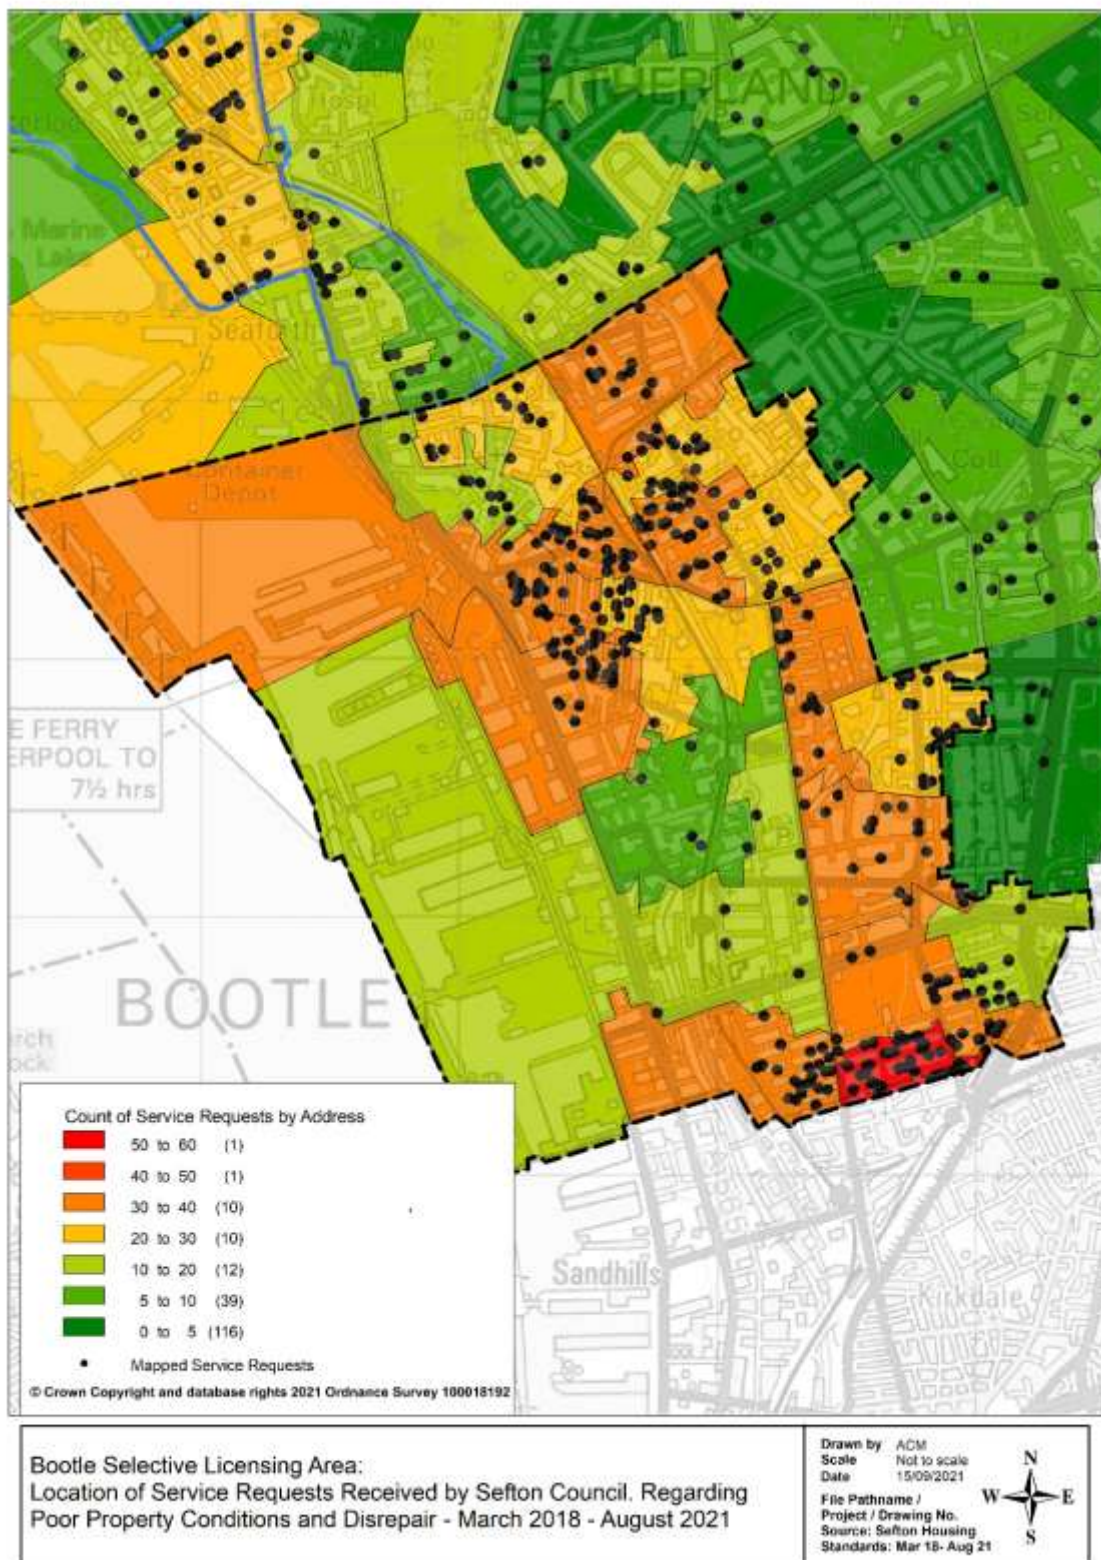 Hospl
Marine
Lake
Seaforth
Container
Depot
Coll
E FERRY
ERPOOL TO
7½ hrs
BOOTLE
Sandhills
Kirkdale
Count of Service Requests by Address
50 to 60 (1)
40 to 50 (1)
30 to 40 (10)
20 to 30 (10)
10 to 20 (12)
5 to 10 (39)
0 to 5 (116)
Mapped Service Requests
© Crown Copyright and database rights 2021 Ordnance Survey 100018192
Bootle Selective Licensing Area:
Location of Service Requests Received by Sefton Council. Regarding
Poor Property Conditions and Disrepair - March 2018 - August 2021
Drawn by ACM
Scale Not to scale
Date 15/09/2021
File Pathname /
Project / Drawing No.
Source: Sefton Housing
Standards: Mar 18- Aug 21
N
W E
S